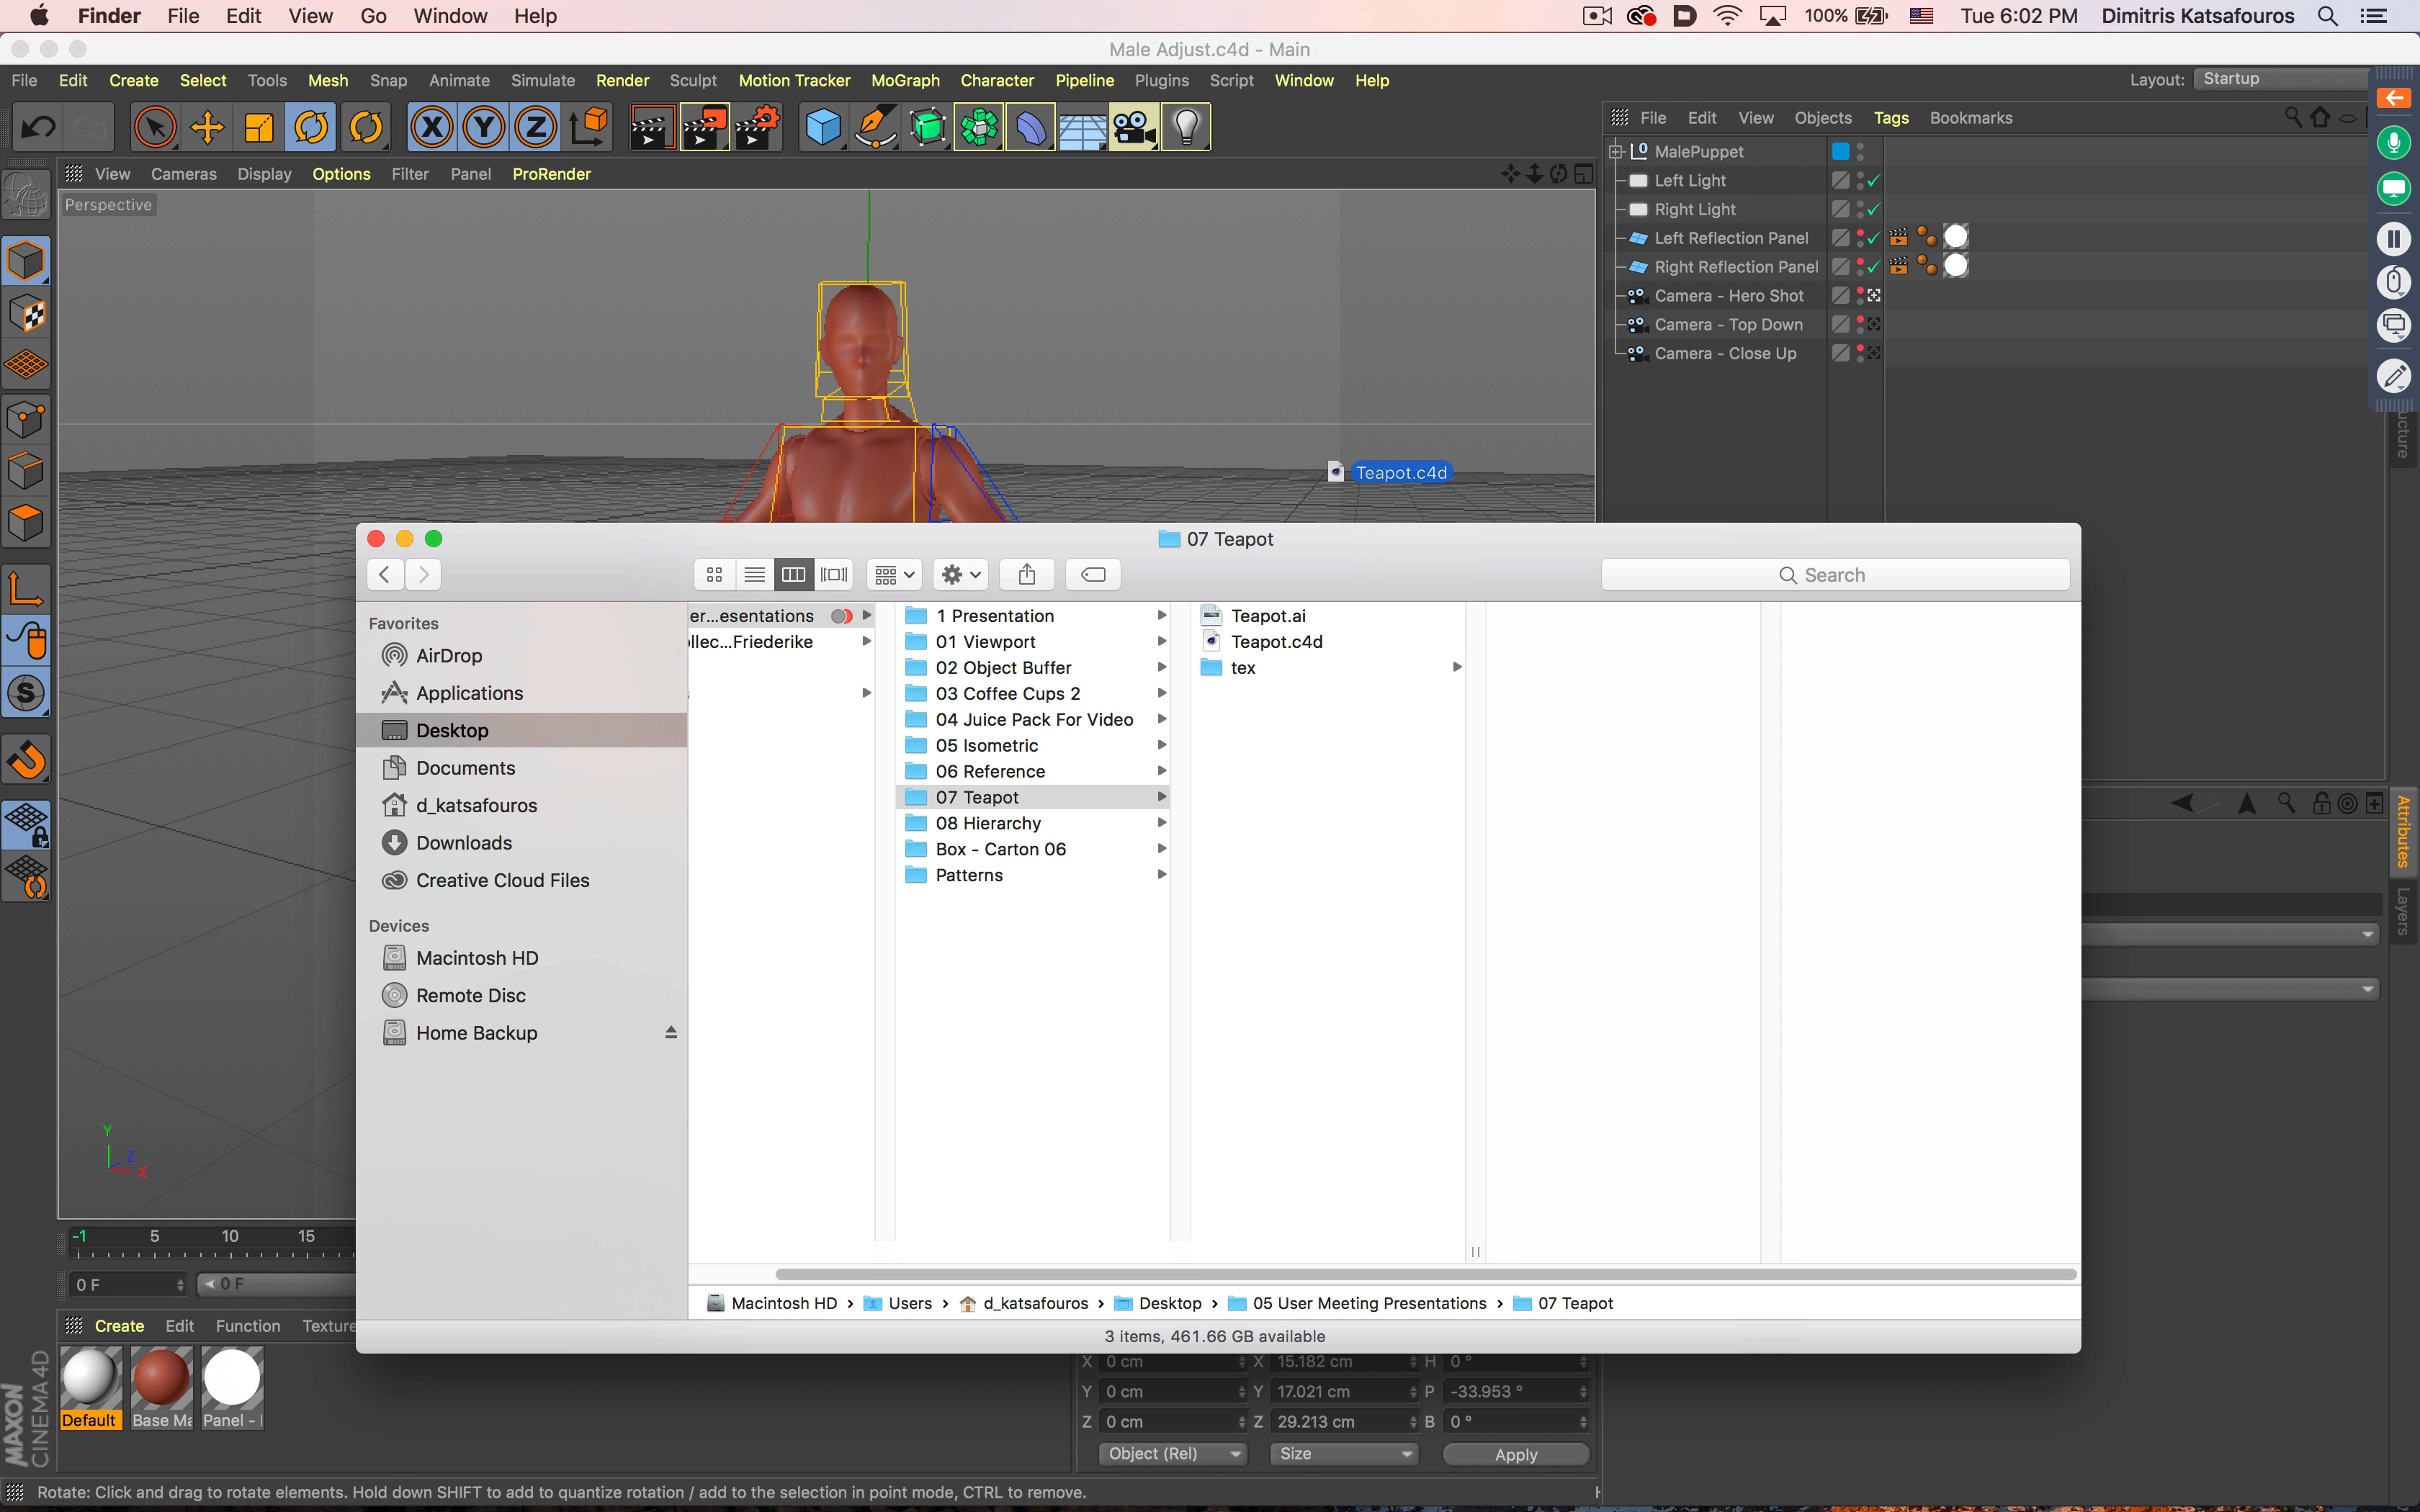 Finder File Edit View Go Window Help 100% Tue 6:02 PM Dimitris Katsafouros
Male Adjust.c4d - Main
File Edit Create Select Tools Mesh Snap Animate Simulate Render Sculpt Motion Tracker MoGraph Character Pipeline Plugins Script Window Help Layout: Startup
X Y Z
File Edit View Objects Tags Bookmarks
View Cameras Display Options Filter Panel ProRender
Perspective
MalePuppet
Left Light
Right Light
Left Reflection Panel
Right Reflection Panel
Camera - Hero Shot
Camera - Top Down
Camera - Close Up
Teapot.c4d
07 Teapot
Search
Favorites
AirDrop
Applications
Desktop
Documents
d_katsafouros
Downloads
Creative Cloud Files
Devices
Macintosh HD
Remote Disc
Home Backup
er...esentations
llec...Friederike
1 Presentation
01 Viewport
02 Object Buffer
03 Coffee Cups 2
04 Juice Pack For Video
05 Isometric
06 Reference
07 Teapot
08 Hierarchy
Box - Carton 06
Patterns
Teapot.ai
Teapot.c4d
tex
Macintosh HD › Users › d_katsafouros › Desktop › 05 User Meeting Presentations › 07 Teapot
3 items, 461.66 GB available
Attributes
Layers
Y
Z
X
-1 5 10 15
0 F 0 F
Create Edit Function Texture
Default Base Ma Panel -
MAXON
CINEMA 4D
X 0 cm X 15.182 cm H 0 °
Y 0 cm Y 17.021 cm P -33.953 °
Z 0 cm Z 29.213 cm B 0 °
Object (Rel) Size Apply
Rotate: Click and drag to rotate elements. Hold down SHIFT to add to quantize rotation / add to the selection in point mode, CTRL to remove.